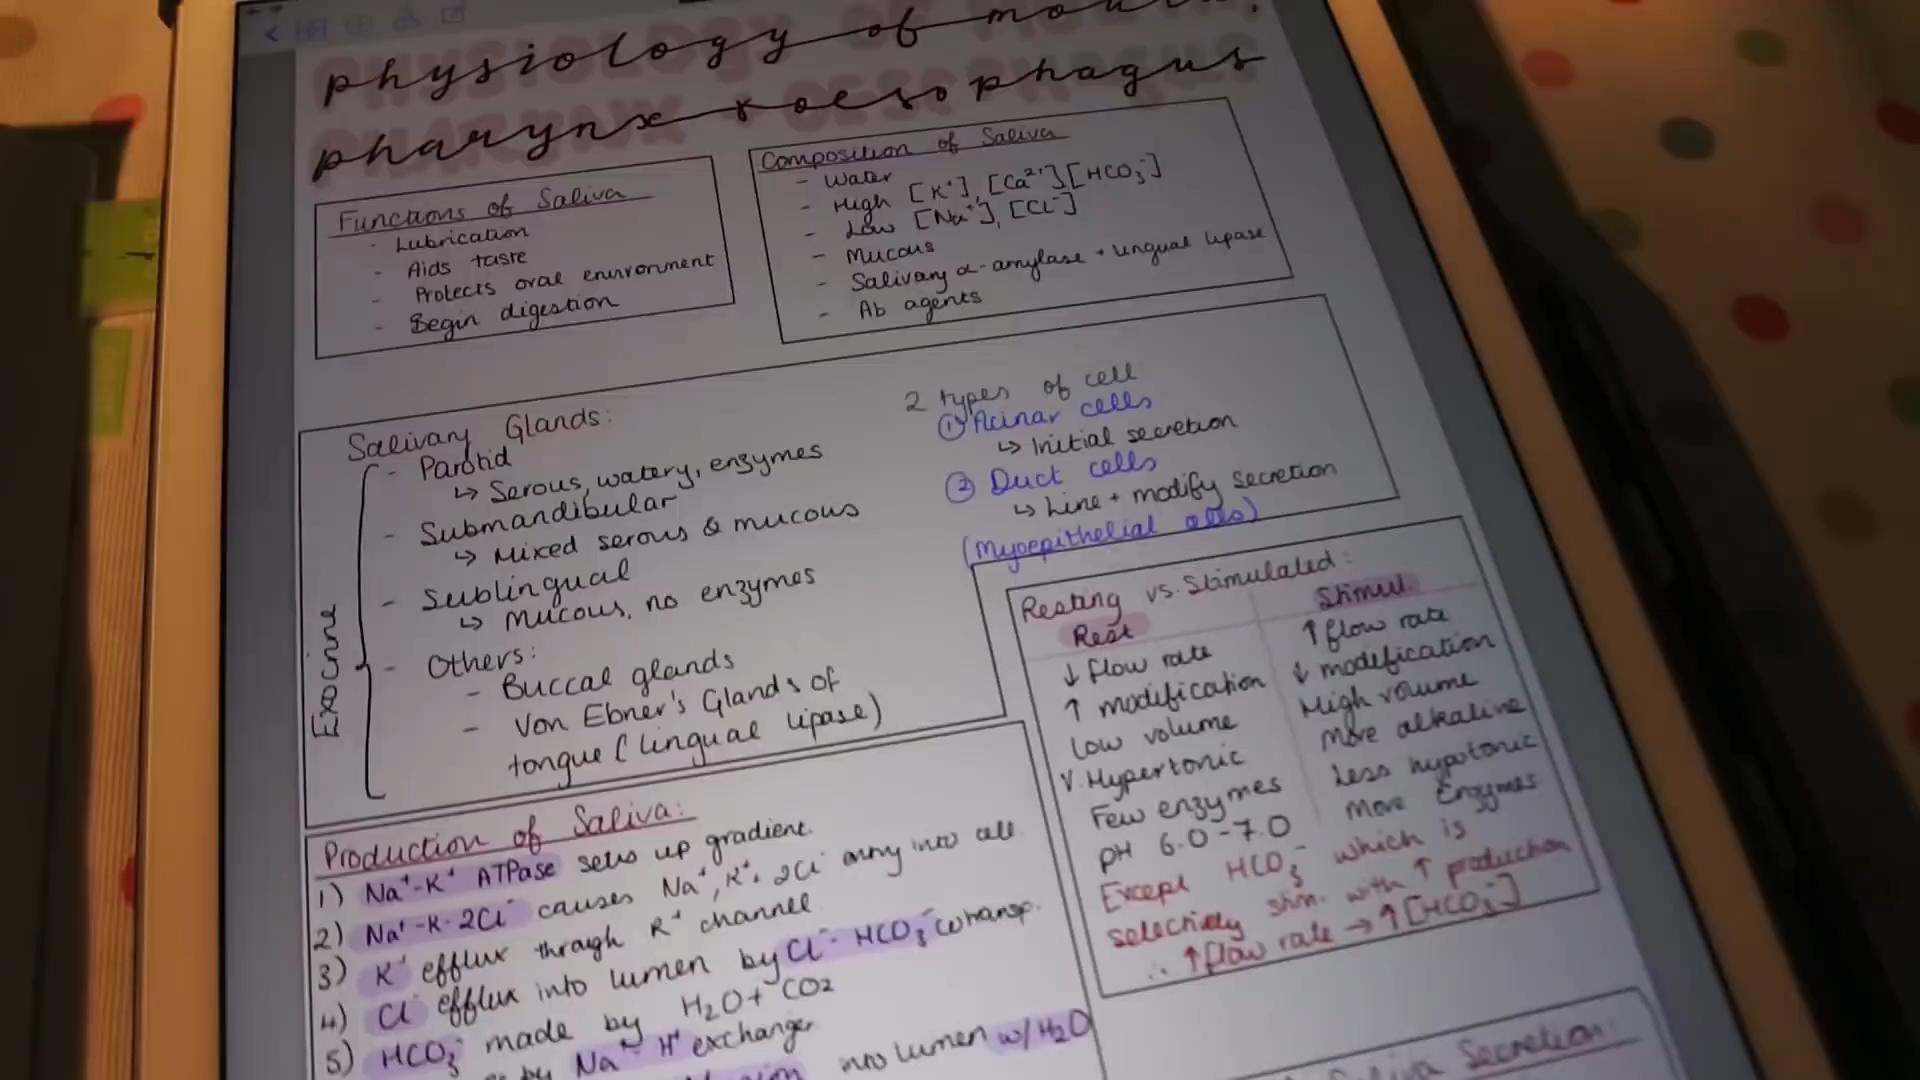 physiology of mouth,
pharynx & oesophagus
Functions of Saliva
- Lubrication
- Aids taste
- Protects oral environment
- Begin digestion
Composition of Saliva
- Water
- High [K⁺], [Ca²⁺][HCO₃⁻]
- Low [Na⁺], [Cl⁻]
- Mucous
- Salivary α-amylase + lingual lipase
- Ab agents
Salivary Glands:
- Parotid
↳ Serous, watery, enzymes
- Submandibular
↳ Mixed serous & mucous
- Sublingual
↳ Mucous, no enzymes
- Others:
- Buccal glands
- Von Ebner's Glands of
tongue (lingual lipase)
Exocrine
2 types of cell
① Acinar cells
↳ Initial secretion
② Duct cells
↳ Line + modify secretion
(Myoepithelial cells)
Resting vs. Stimulated:
Rest
↓ flow rate
↑ modification
Low volume
V. Hypertonic
Few enzymes
pH 6.0-7.0
Stimul.
↑ flow rate
↓ modification
High volume
More alkaline
Less hypotonic
More Enzymes
Except HCO₃⁻ which is
selectively stim. with ↑ production
∴ ↑ flow rate → ↑ [HCO₃⁻]
Production of Saliva:
1) Na⁺-K⁺ ATPase sets up gradient.
2) Na⁺-K-2Cl⁻ causes Na⁺, K⁺, 2Cl⁻ entry into cell
3) K⁺ efflux through K⁺ channel
4) Cl⁻ efflux into lumen by Cl⁻-HCO₃⁻ cotransp.
5) HCO₃⁻ made by H₂O + CO₂
by Na⁺-H⁺ exchanger
into lumen w/ H₂O
Saliva Secretion: